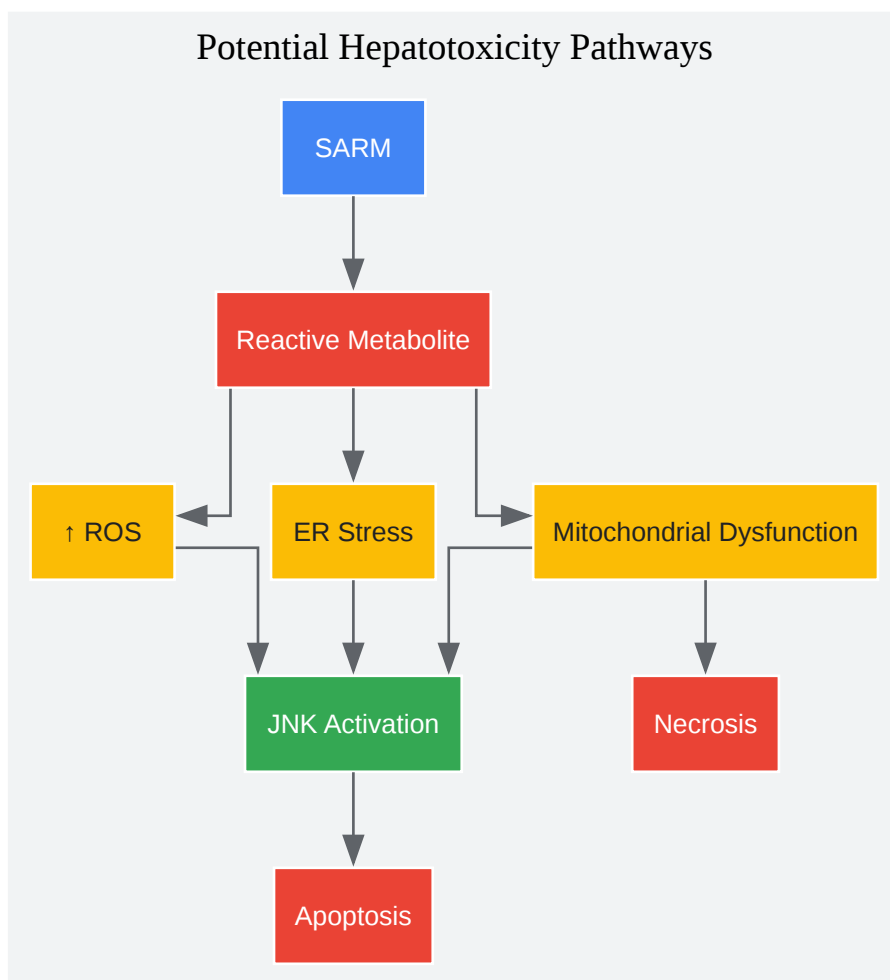 Potential Hepatotoxicity Pathways
SARM
Reactive Metabolite
↑ ROS
ER Stress
Mitochondrial Dysfunction
JNK Activation
Necrosis
Apoptosis